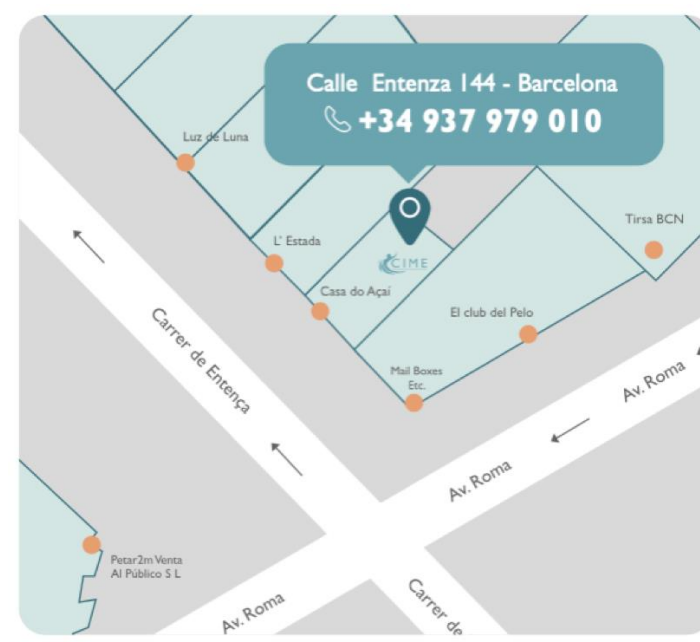 Calle Entenza 144 - Barcelona
+34 937 979 010
Luz de Luna
Tirsa BCN
L' Estada
CIME
Casa do Açaí
El club del Pelo
Carrer de Entença
Av. Roma
Mail Boxes
Etc.
Av. Roma
Petar2m Venta
Al Público S L
Av. Roma
Carrer de